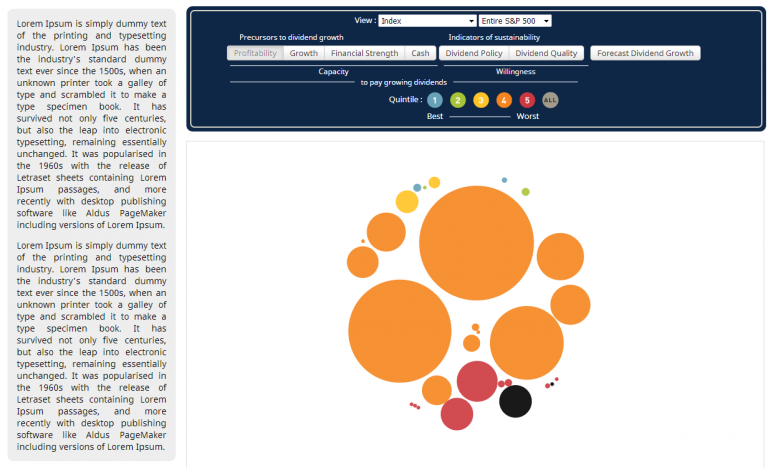 Lorem Ipsum is simply dummy text
of the printing and typesetting
industry. Lorem Ipsum has been
the industry's standard dummy
text ever since the 1500s, when an
unknown printer took a galley of
type and scrambled it to make a
type specimen book. It has
survived not only five centuries,
but also the leap into electronic
typesetting, remaining essentially
unchanged. It was popularised in
the 1960s with the release of
Letraset sheets containing Lorem
Ipsum passages, and more
recently with desktop publishing
software like Aldus PageMaker
including versions of Lorem Ipsum.
Lorem Ipsum is simply dummy text
of the printing and typesetting
industry. Lorem Ipsum has been
the industry's standard dummy
text ever since the 1500s, when an
unknown printer took a galley of
type and scrambled it to make a
type specimen book. It has
survived not only five centuries,
but also the leap into electronic
typesetting, remaining essentially
unchanged. It was popularised in
the 1960s with the release of
Letraset sheets containing Lorem
Ipsum passages, and more
recently with desktop publishing
software like Aldus PageMaker
including versions of Lorem Ipsum.
View : Index Entire S&P 500
Precursors to dividend growth Indicators of sustainability
Profitability Growth Financial Strength Cash Dividend Policy Dividend Quality Forecast Dividend Growth
Capacity Willingness
to pay growing dividends
Quintile : 1 2 3 4 5 ALL
Best Worst